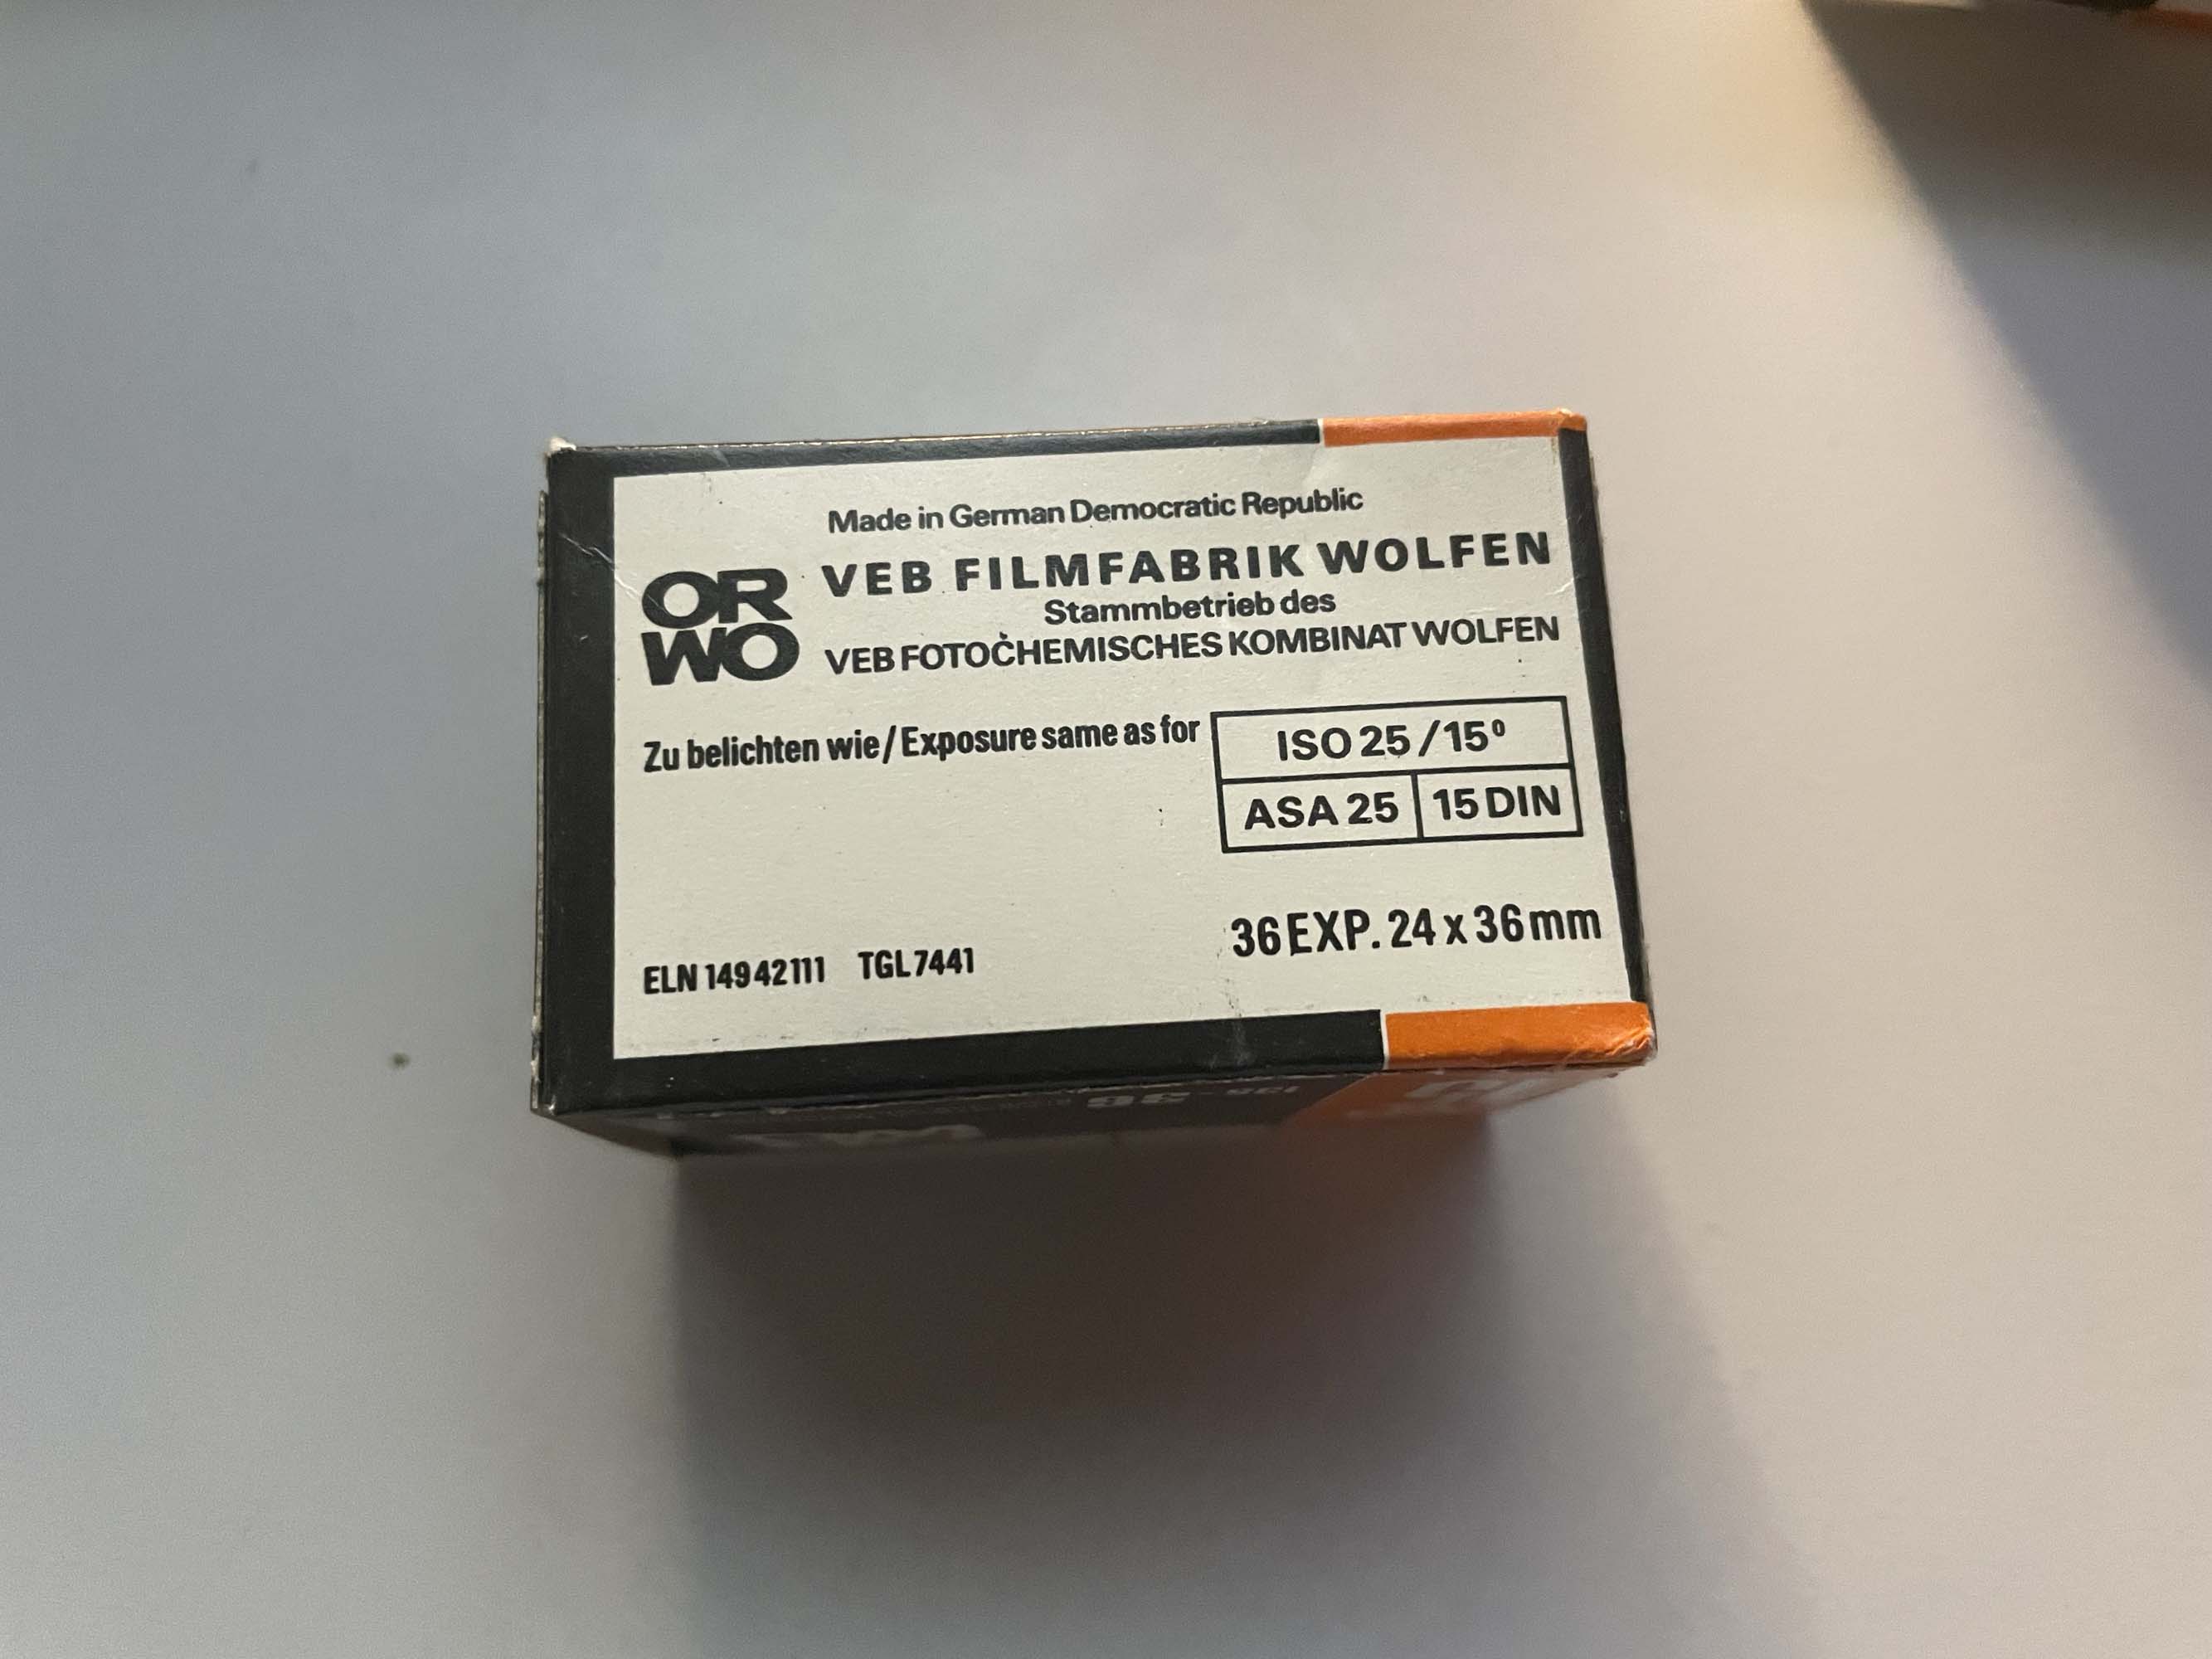 Made in German Democratic Republic
OR
WO
VEB FILMFABRIK WOLFEN
Stammbetrieb des
VEB FOTOCHEMISCHES KOMBINAT WOLFEN
Zu belichten wie/Exposure same as for
ISO 25/15°
ASA 25
15 DIN
36 EXP. 24 x 36 mm
ELN 14942111 TGL 7441